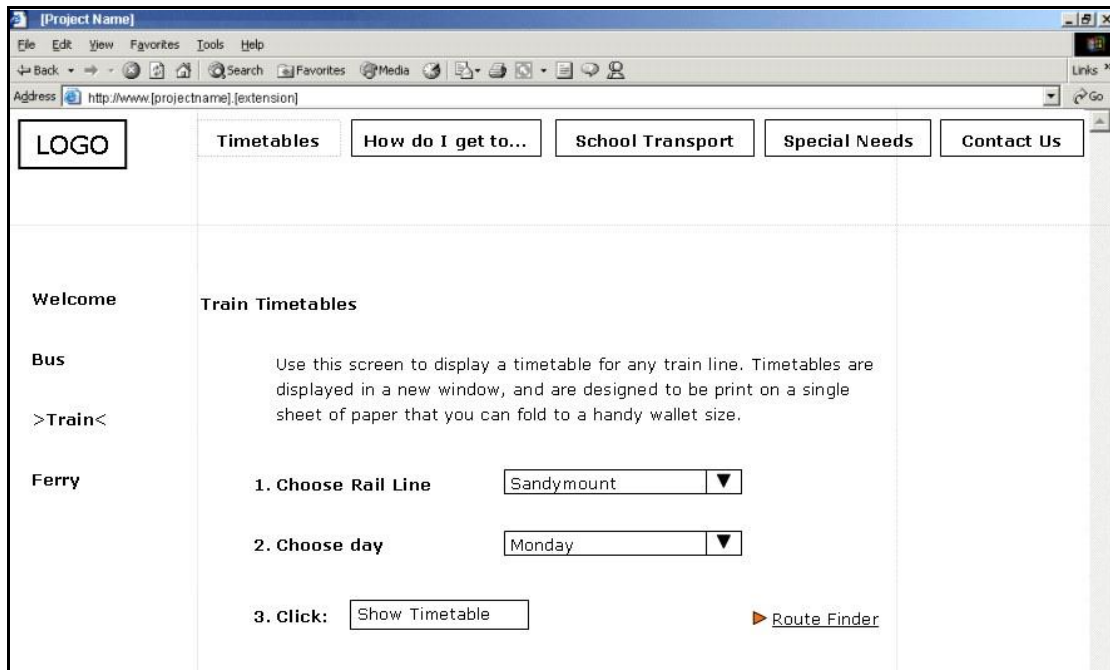 [Project Name]
File Edit View Favorites Tools Help
Back Search Favorites Media Links »
Address http://www.[projectname].[extension] Go
LOGO Timetables How do I get to... School Transport Special Needs Contact Us
Welcome
Train Timetables
Bus
Use this screen to display a timetable for any train line. Timetables are
displayed in a new window, and are designed to be print on a single
sheet of paper that you can fold to a handy wallet size.
>Train<
Ferry
1. Choose Rail Line Sandymount
2. Choose day Monday
3. Click: Show Timetable Route Finder